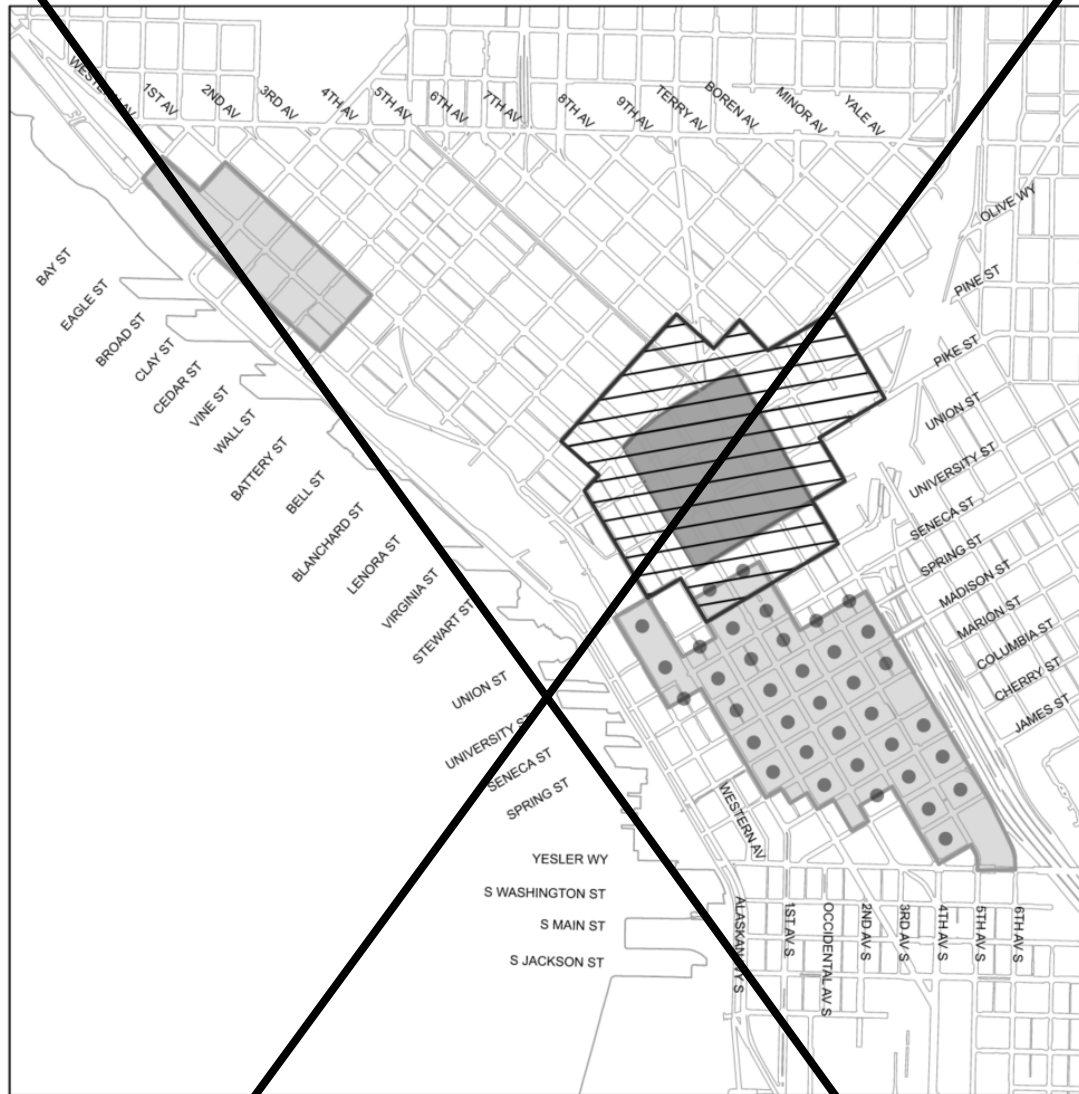 WESTERN AV
1ST AV
2ND AV
3RD AV
4TH AV
5TH AV
6TH AV
7TH AV
8TH AV
9TH AV
TERRY AV
BOREN AV
MINOR AV
YALE AV
OLIVE WY
PINE ST
PIKE ST
UNION ST
UNIVERSITY ST
SENECA ST
SPRING ST
MADISON ST
MARION ST
COLUMBIA ST
CHERRY ST
JAMES ST
BAY ST
EAGLE ST
BROAD ST
CLAY ST
CEDAR ST
VINE ST
WALL ST
BATTERY ST
BELL ST
BLANCHARD ST
LENORA ST
VIRGINIA ST
STEWART ST
UNION ST
UNIVERSITY ST
SENECA ST
SPRING ST
YESLER WY
S WASHINGTON ST
S MAIN ST
S JACKSON ST
WESTERN AV
ALASKAN WY S
1ST AV S
OCCIDENTAL AV S
2ND AV S
3RD AV S
4TH AV S
5TH AV S
6TH AV S